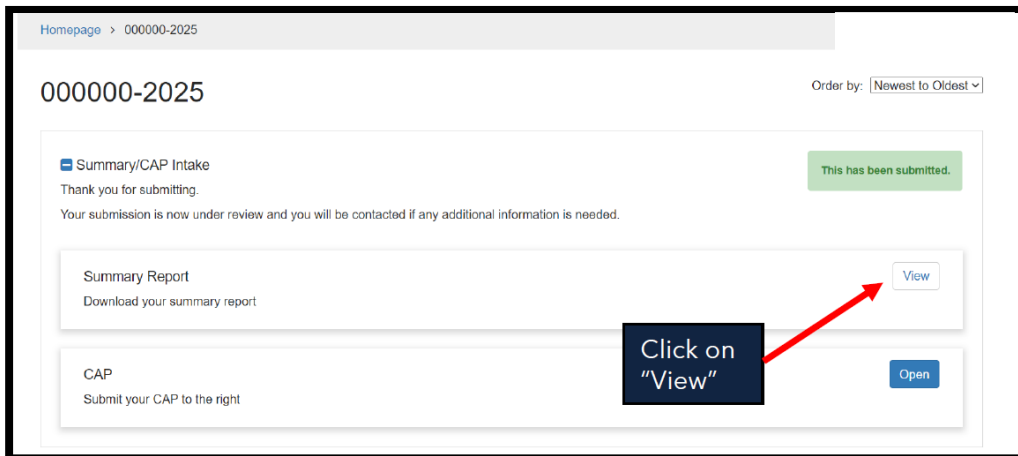 Homepage > 000000-2025
000000-2025
Order by: Newest to Oldest
Summary/CAP Intake
This has been submitted.
Thank you for submitting.
Your submission is now under review and you will be contacted if any additional information is needed.
Summary Report
View
Download your summary report
Click on
"View"
CAP
Open
Submit your CAP to the right